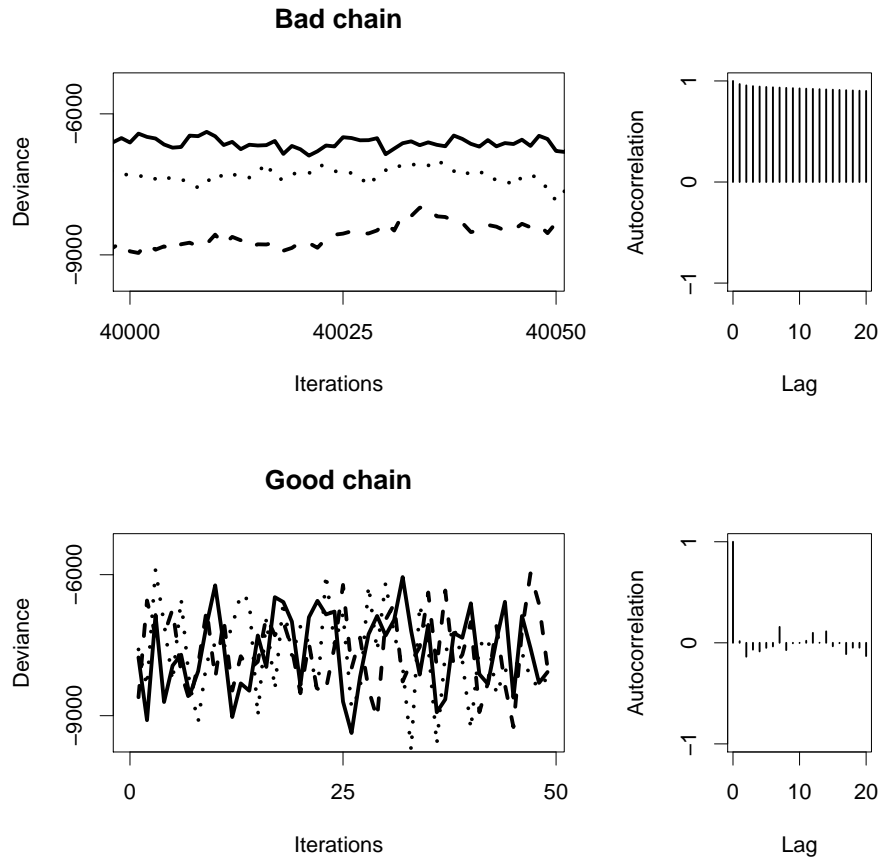 Bad chain
Deviance
−6000
−9000
40000
40025
40050
Iterations
Autocorrelation
1
0
−1
0
10
20
Lag
Good chain
Deviance
−6000
−9000
0
25
50
Iterations
Autocorrelation
1
0
−1
0
10
20
Lag